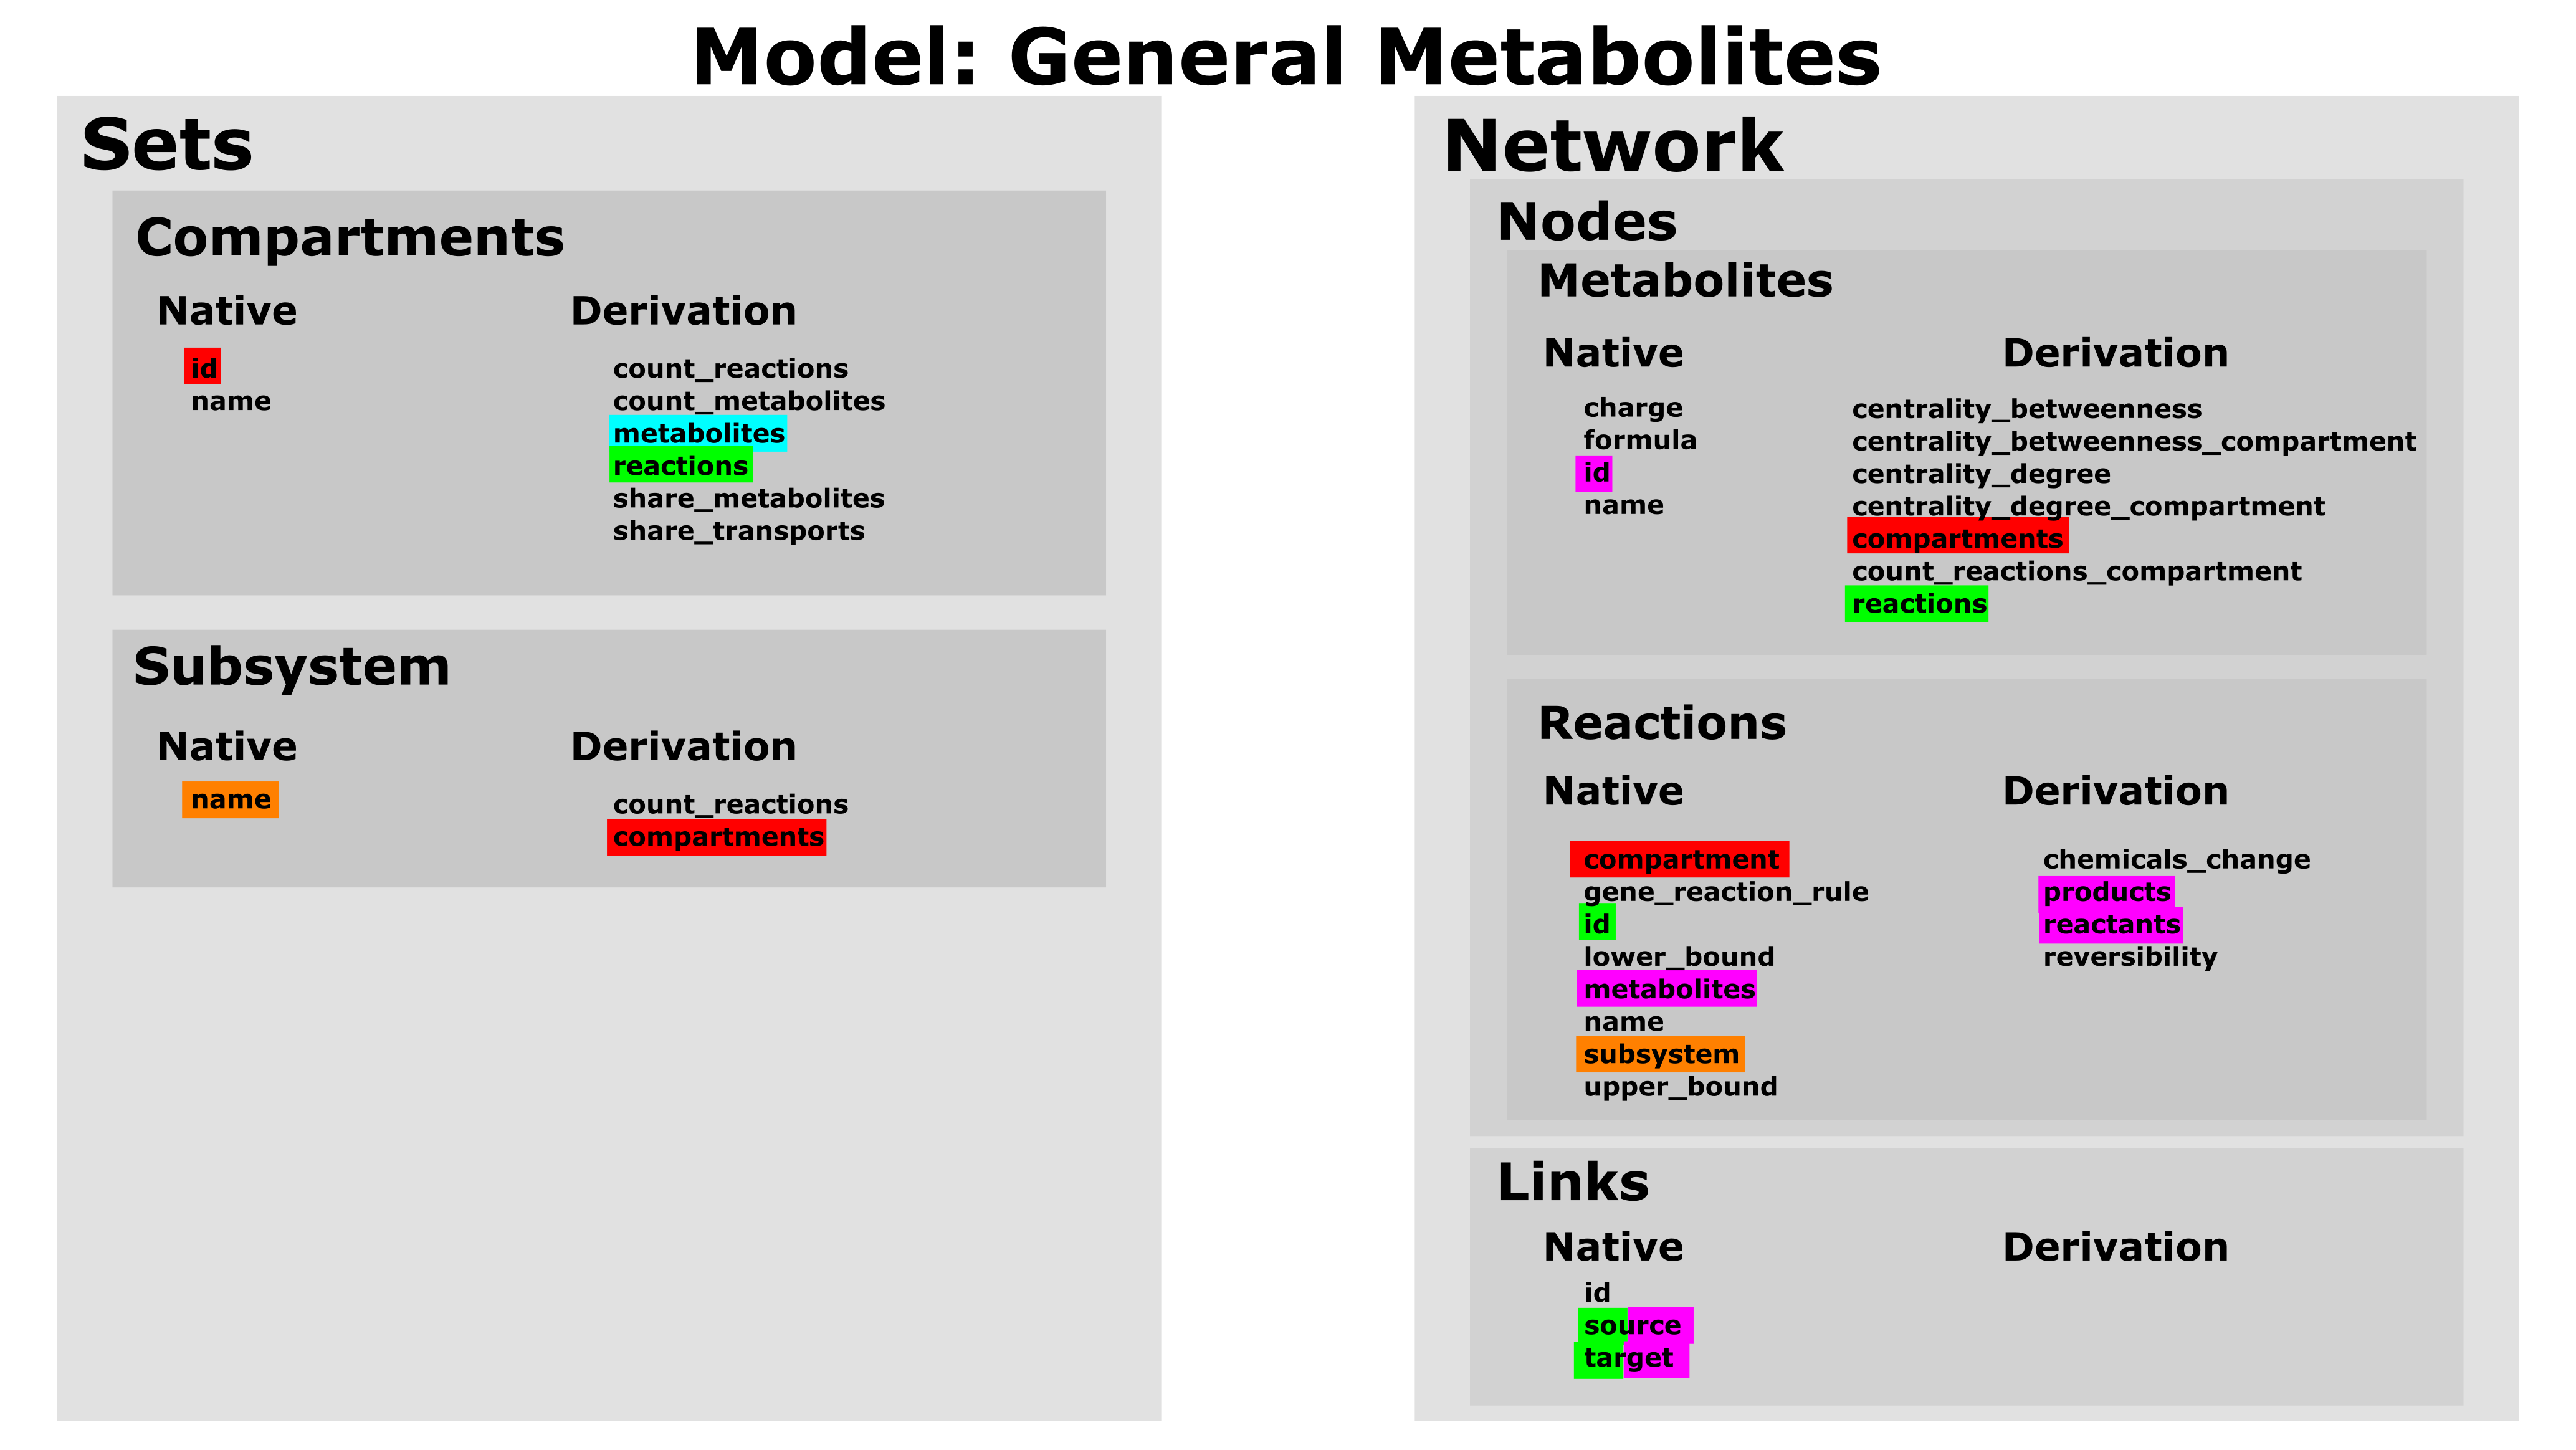 Model: General Metabolites
Sets
Compartments
Native
id
name
Derivation
count_reactions
count_metabolites
metabolites
reactions
share_metabolites
share_transports
Subsystem
Native
name
Derivation
count_reactions
compartments
Network
Nodes
Metabolites
Native
charge
formula
id
name
Derivation
centrality_betweenness
centrality_betweenness_compartment
centrality_degree
centrality_degree_compartment
compartments
count_reactions_compartment
reactions
Reactions
Native
compartment
gene_reaction_rule
id
lower_bound
metabolites
name
subsystem
upper_bound
Derivation
chemicals_change
products
reactants
reversibility
Links
Native
id
source
target
Derivation